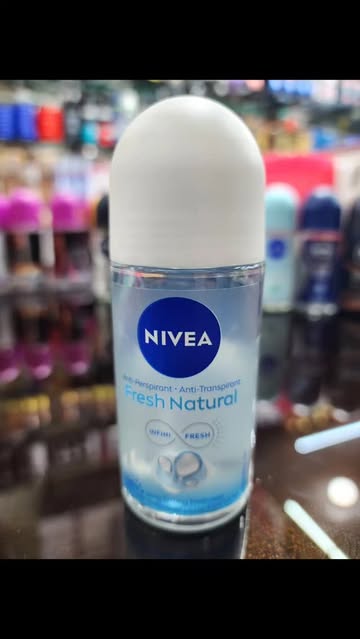 NIVEA
Anti-Perspirant • Anti-Transpirant
Fresh Natural
INFINI FRESH